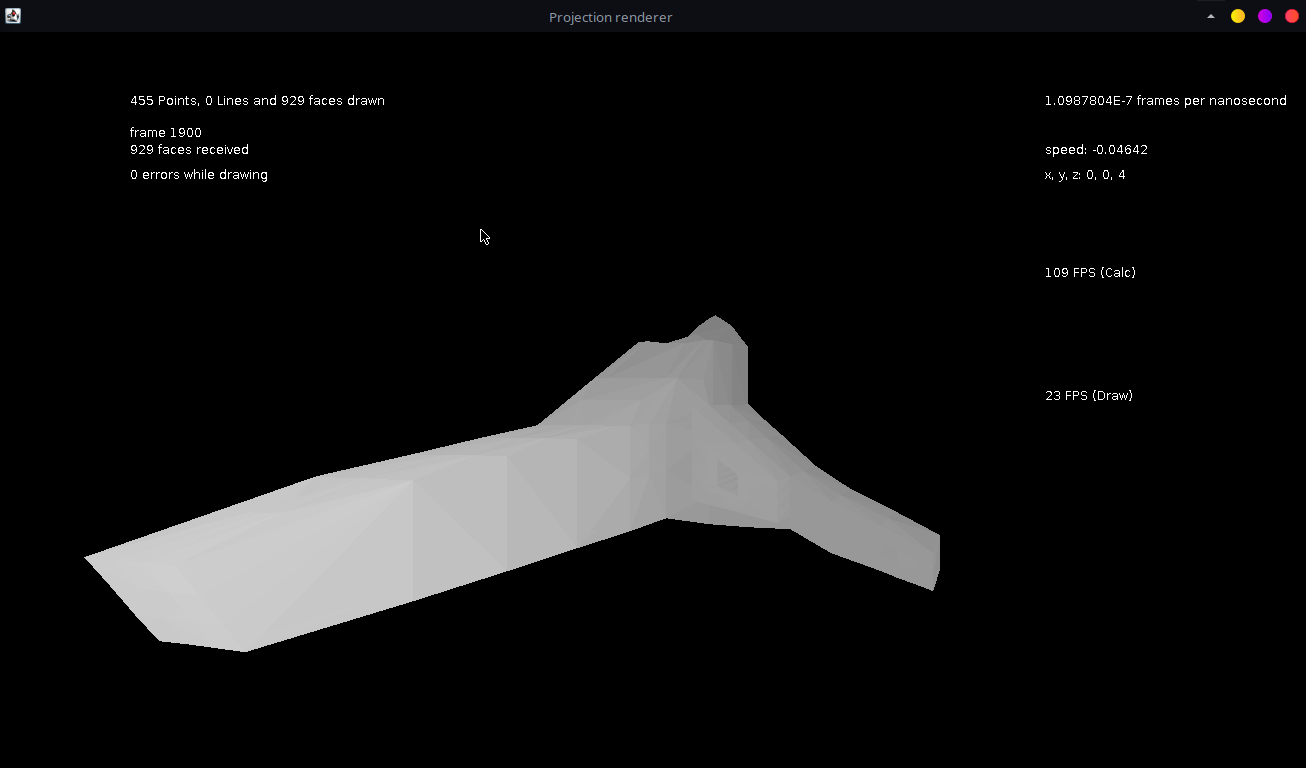 Projection renderer
455 Points, 0 Lines and 929 faces drawn
1.0987804E-7 frames per nanosecond
frame 1900
929 faces received
speed: -0.04642
0 errors while drawing
x, y, z: 0, 0, 4
109 FPS (Calc)
23 FPS (Draw)